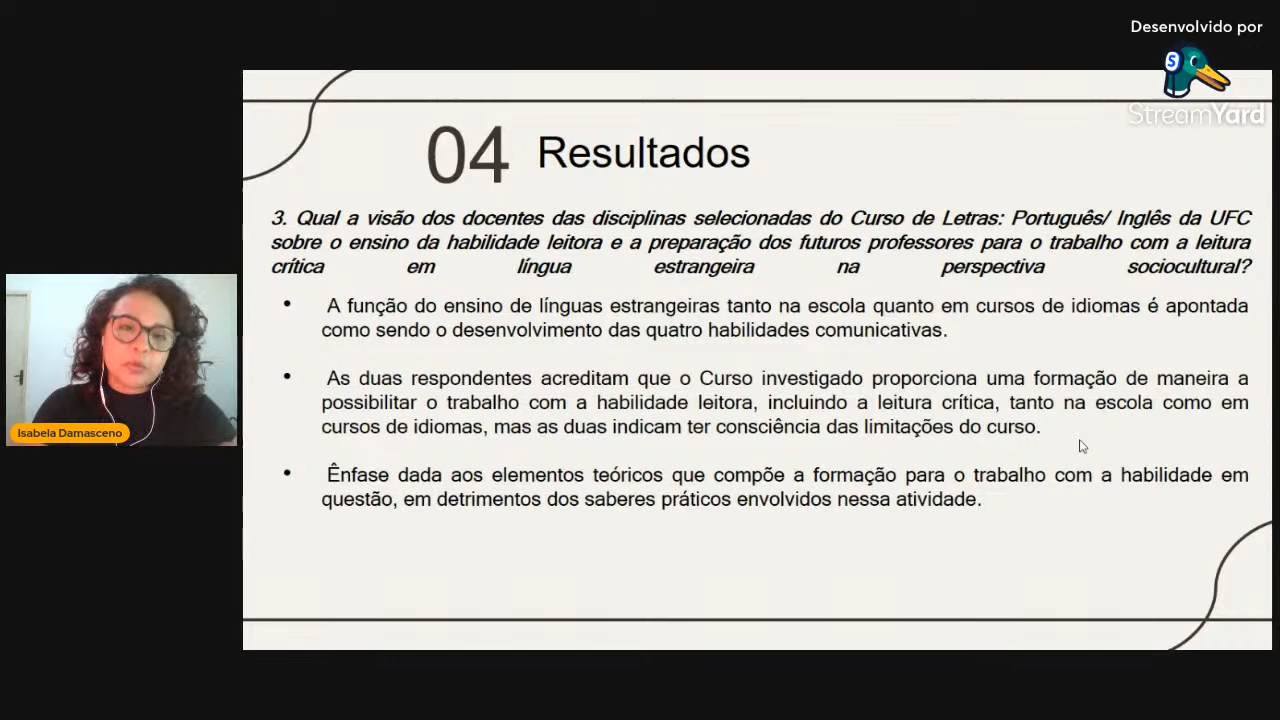 Desenvolvido por
S
StreamYard
04 Resultados
3. Qual a visão dos docentes das disciplinas selecionadas do Curso de Letras: Português/ Inglês da UFC
sobre o ensino da habilidade leitora e a preparação dos futuros professores para o trabalho com a leitura
crítica em língua estrangeira na perspectiva sociocultural?
• A função do ensino de línguas estrangeiras tanto na escola quanto em cursos de idiomas é apontada
como sendo o desenvolvimento das quatro habilidades comunicativas.
• As duas respondentes acreditam que o Curso investigado proporciona uma formação de maneira a
possibilitar o trabalho com a habilidade leitora, incluindo a leitura crítica, tanto na escola como em
cursos de idiomas, mas as duas indicam ter consciência das limitações do curso.
• Ênfase dada aos elementos teóricos que compõe a formação para o trabalho com a habilidade em
questão, em detrimentos dos saberes práticos envolvidos nessa atividade.
Isabela Damasceno